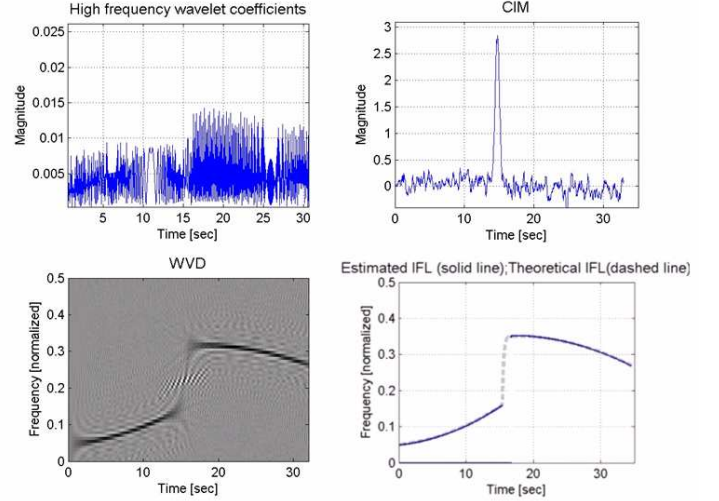 High frequency wavelet coefficients
0.025
0.02
0.015
0.01
0.005
Magnitude
5 10 15 20 25 30
Time [sec]
CIM
3
2.5
2
1.5
1
0.5
0
Magnitude
0 10 20 30
Time [sec]
WVD
0.5
0.4
0.3
0.2
0.1
0
Frequency [normalized]
0 10 20 30
Time [sec]
Estimated IFL (solid line);Theoretical IFL(dashed line)
0.5
0.4
0.3
0.2
0.1
0
Frequency [normalized]
0 10 20 30
Time [sec]